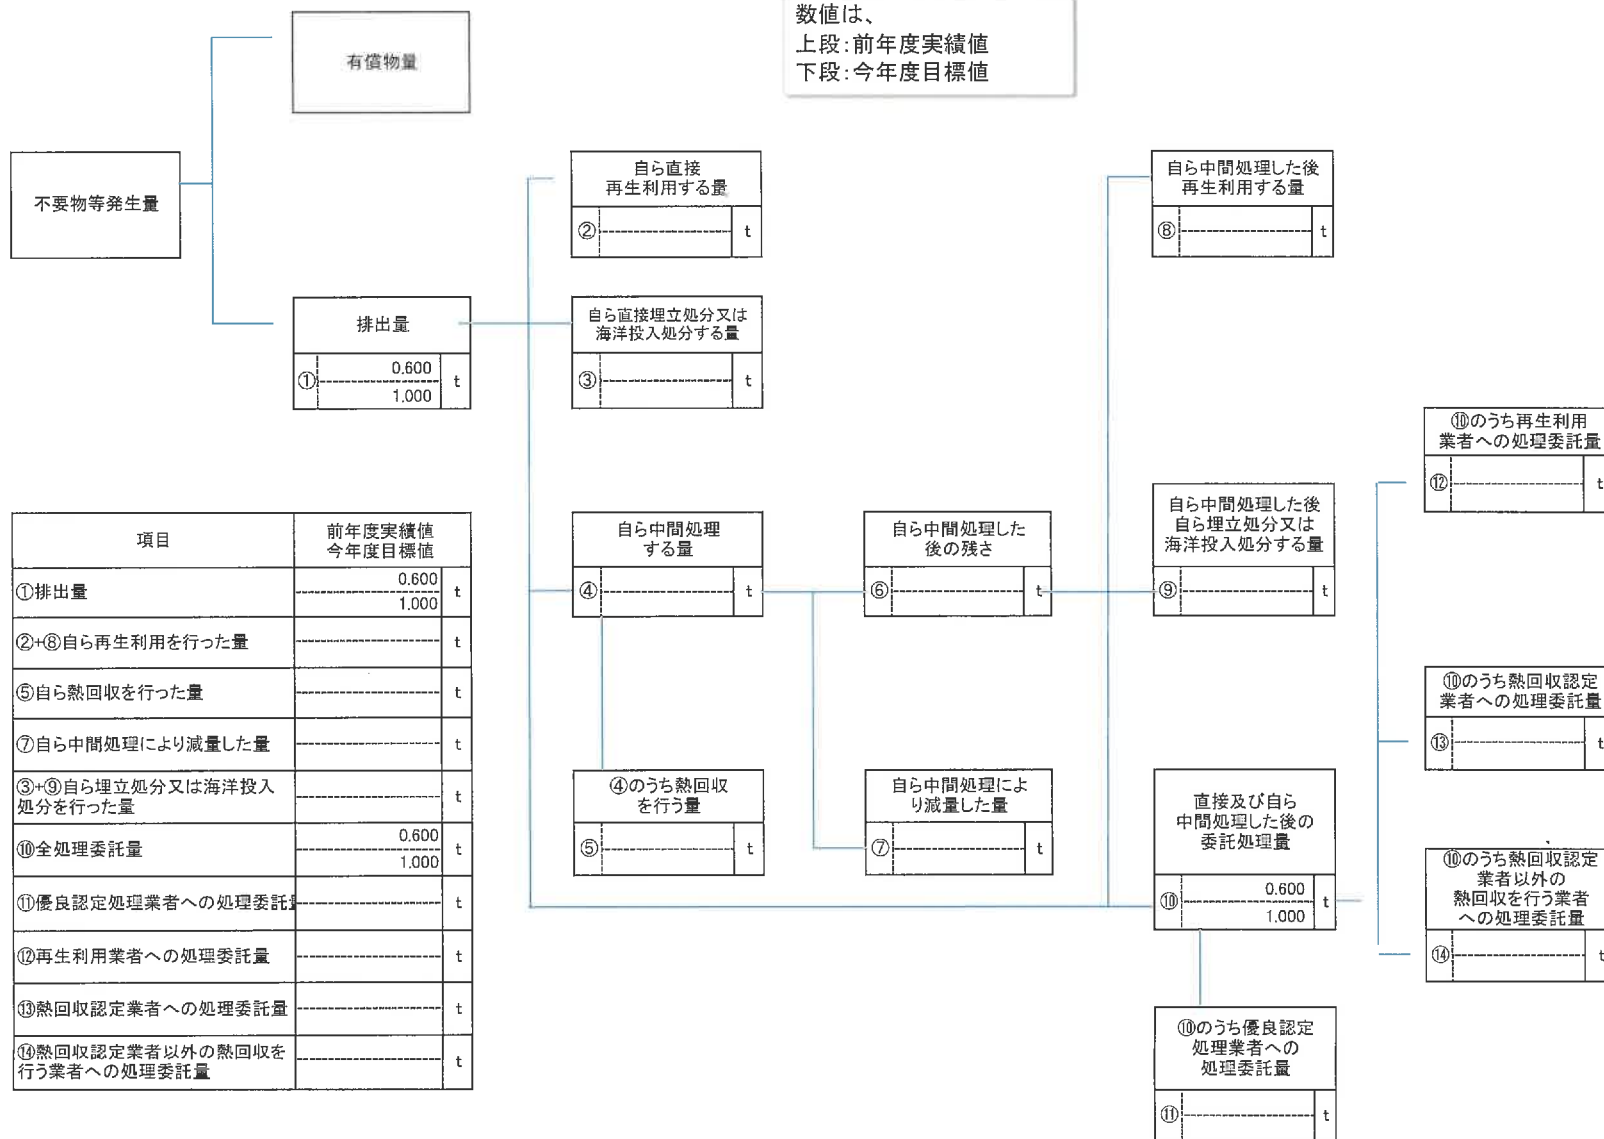 数値は、
上段:前年度実績値
下段:今年度目標値
有償物量
不要物等発生量
排出量
① 0.600 t
1.000
自ら直接
再生利用する量
② t
自ら直接埋立処分又は
海洋投入処分する量
③ t
自ら中間処理した後
再生利用する量
⑧ t
自ら中間処理
する量
④ t
自ら中間処理した
後の残さ
⑥ t
自ら中間処理した後
自ら埋立処分又は
海洋投入処分する量
⑨ t
④のうち熱回収
を行う量
⑤ t
自ら中間処理によ
り減量した量
⑦ t
直接及び自ら
中間処理した後の
委託処理量
⑩ 0.600 t
1.000
⑩のうち優良認定
処理業者への
処理委託量
⑪ t
⑩のうち再生利用
業者への処理委託量
⑫ t
⑩のうち熱回収認定
業者への処理委託量
⑬ t
⑩のうち熱回収認定
業者以外の
熱回収を行う業者
への処理委託量
⑭ t
項目 前年度実績値
今年度目標値
①排出量 0.600 t
1.000
②+⑧自ら再生利用を行った量 t
⑤自ら熱回収を行った量 t
⑦自ら中間処理により減量した量 t
③+⑨自ら埋立処分又は海洋投入
処分を行った量 t
⑩全処理委託量 0.600 t
1.000
⑪優良認定処理業者への処理委託 t
⑫再生利用業者への処理委託量 t
⑬熱回収認定業者への処理委託量 t
⑭熱回収認定業者以外の熱回収を
行う業者への処理委託量 t